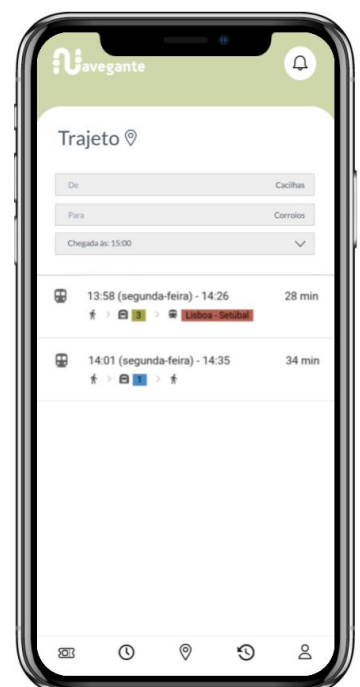 Navegante
Trajeto
De Cacilhas
Para Corroios
Chegada às: 15:00
13:58 (segunda-feira) - 14:26 28 min
3 Lisboa - Setúbal
14:01 (segunda-feira) - 14:35 34 min
1